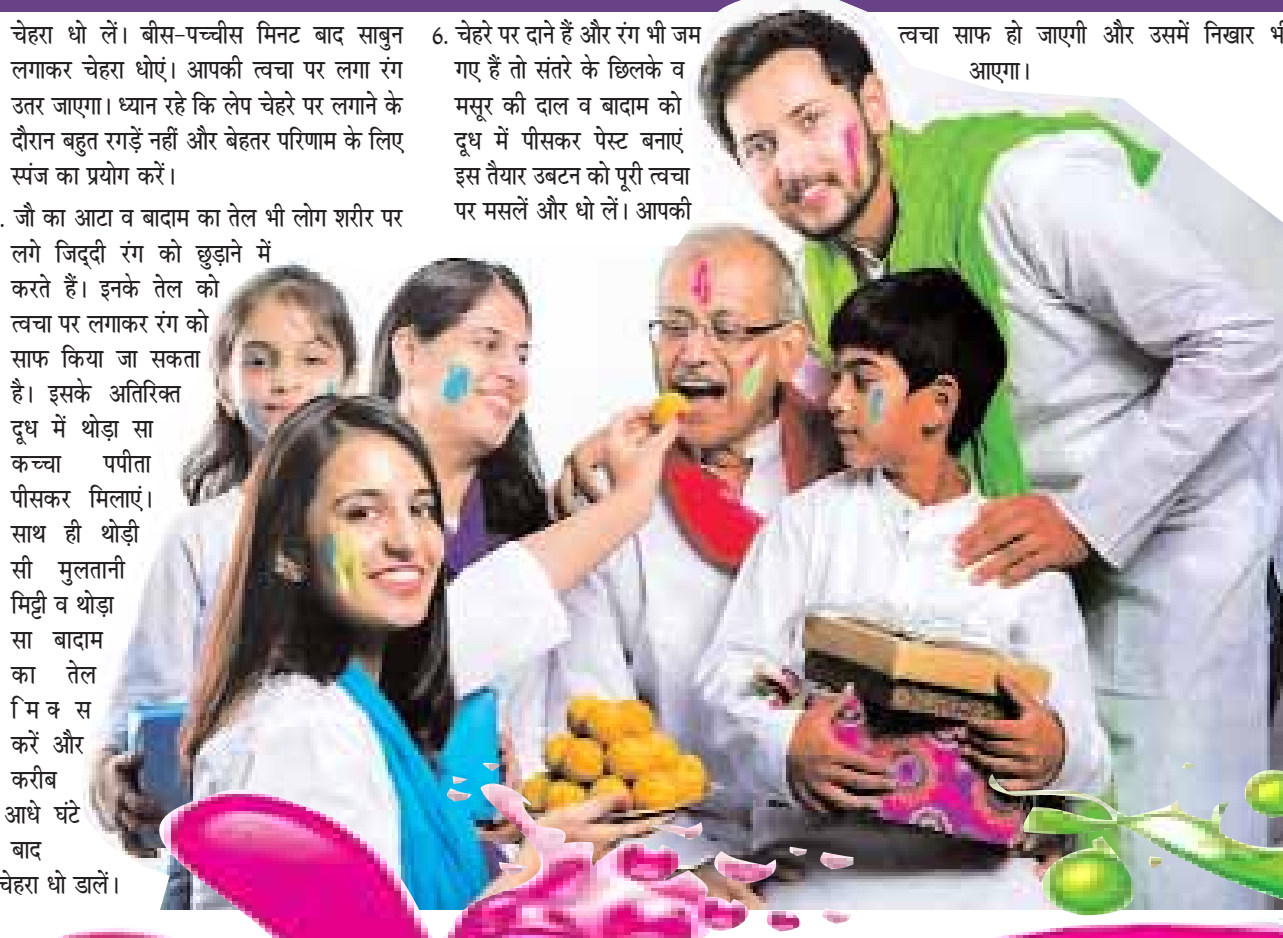 चेहरा धो लें। बीस-पच्चीस मिनट बाद साबुन
लगाकर चेहरा धोएं। आपकी त्वचा पर लगा रंग
उतर जाएगा। ध्यान रहे कि लेप चेहरे पर लगाने के
दौरान बहुत रगड़ें नहीं और बेहतर परिणाम के लिए
स्पंज का प्रयोग करें।
. जौ का आटा व बादाम का तेल भी लोग शरीर पर
लगे जिद्दी रंग को छुड़ाने में
करते हैं। इनके तेल को
त्वचा पर लगाकर रंग को
साफ किया जा सकता
है। इसके अतिरिक्त
दूध में थोड़ा सा
कच्चा पपीता
पीसकर मिलाएं।
साथ ही थोड़ी
सी मुलतानी
मिट्टी व थोड़ा
सा बादाम
का तेल
मिक्स
करें और
करीब
आधे घंटे
बाद
चेहरा धो डालें।
6. चेहरे पर दाने हैं और रंग भी जम
गए हैं तो संतरे के छिलके व
मसूर की दाल व बादाम को
दूध में पीसकर पेस्ट बनाएं
इस तैयार उबटन को पूरी त्वचा
पर मसलें और धो लें। आपकी
त्वचा साफ हो जाएगी और उसमें निखार भी
आएगा।